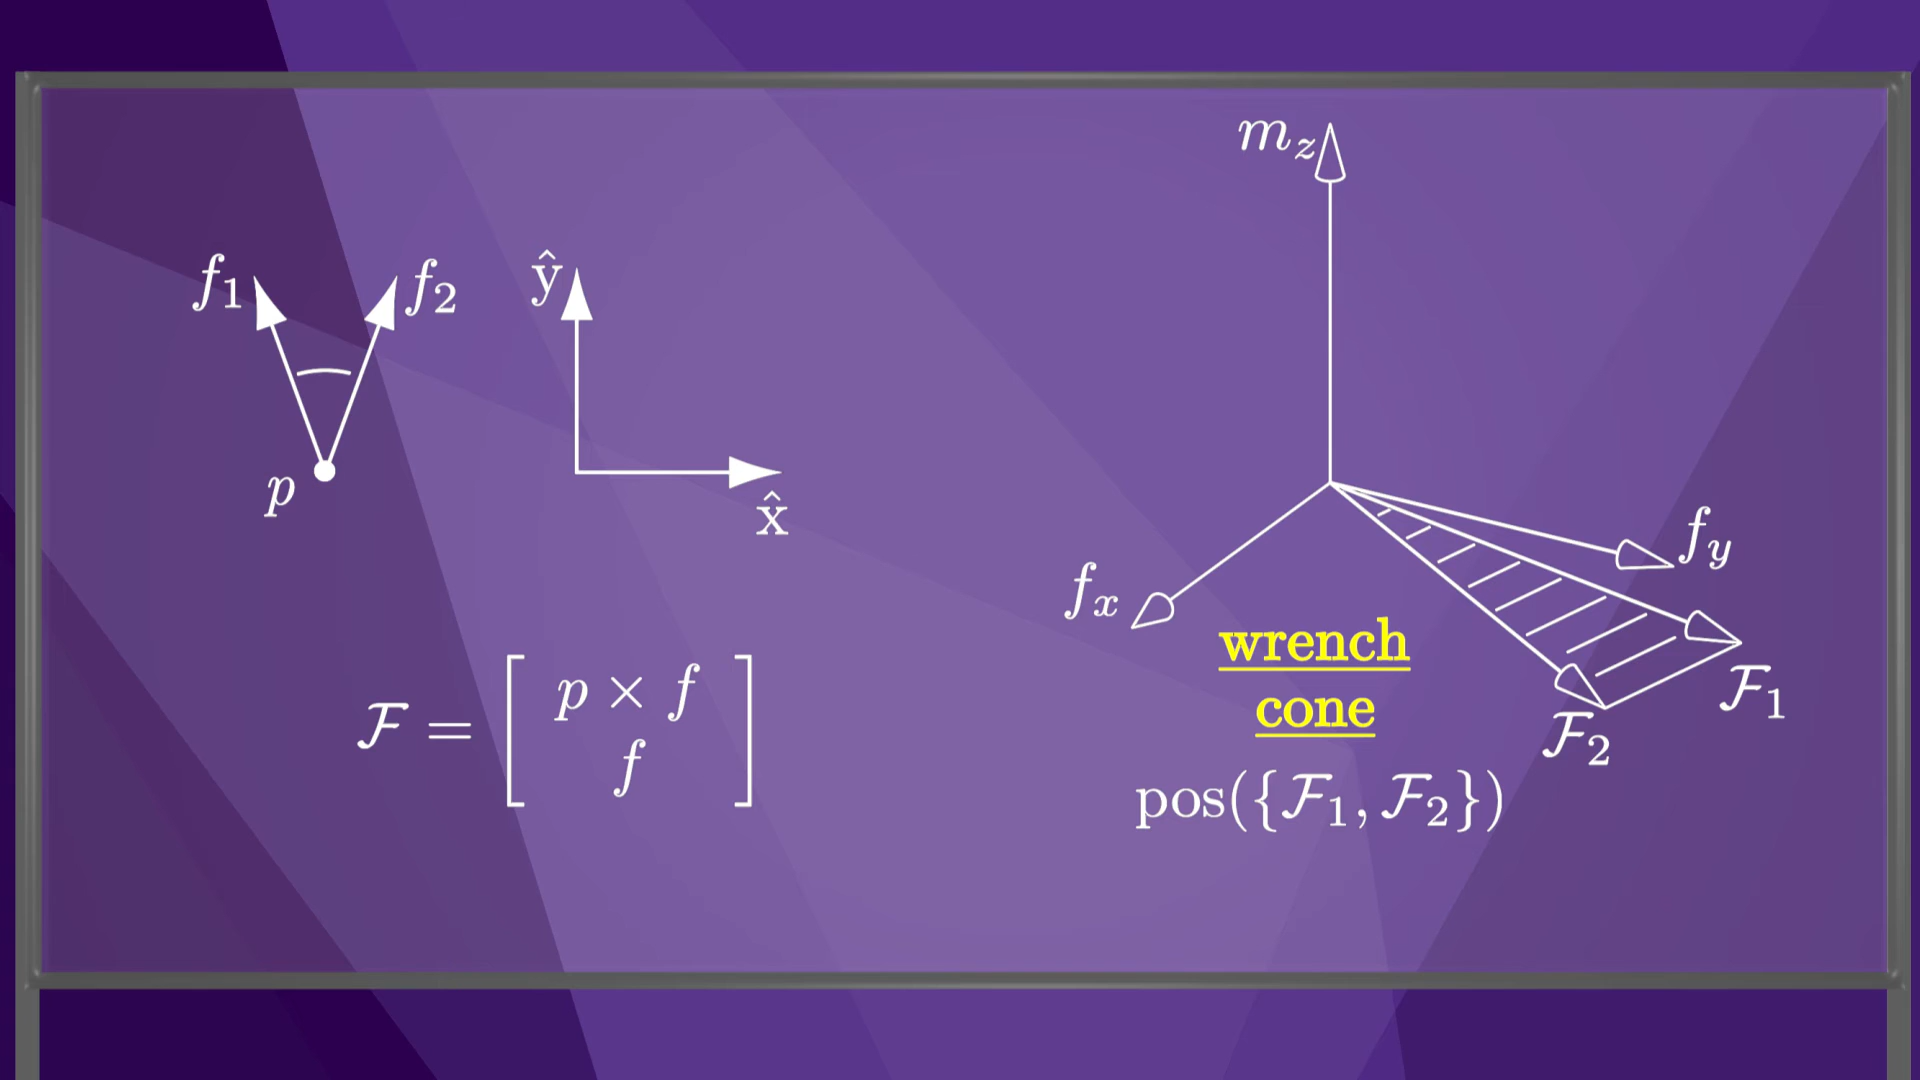 f₁
f₂
p
ŷ
x̂
ℱ = [ p × f
f ]
m_z
f_x
f_y
ℱ₁
ℱ₂
wrench
cone
pos({ℱ₁, ℱ₂})